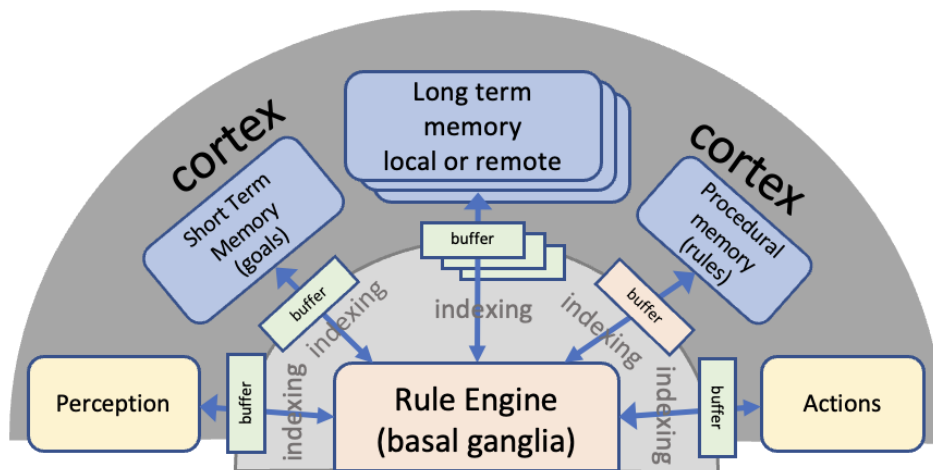 cortex
Long term
memory
local or remote
cortex
Short Term
Memory
(goals)
Procedural
memory
(rules)
buffer
buffer
buffer
indexing
indexing
indexing
Perception
buffer
indexing
Rule Engine
(basal ganglia)
indexing
buffer
Actions